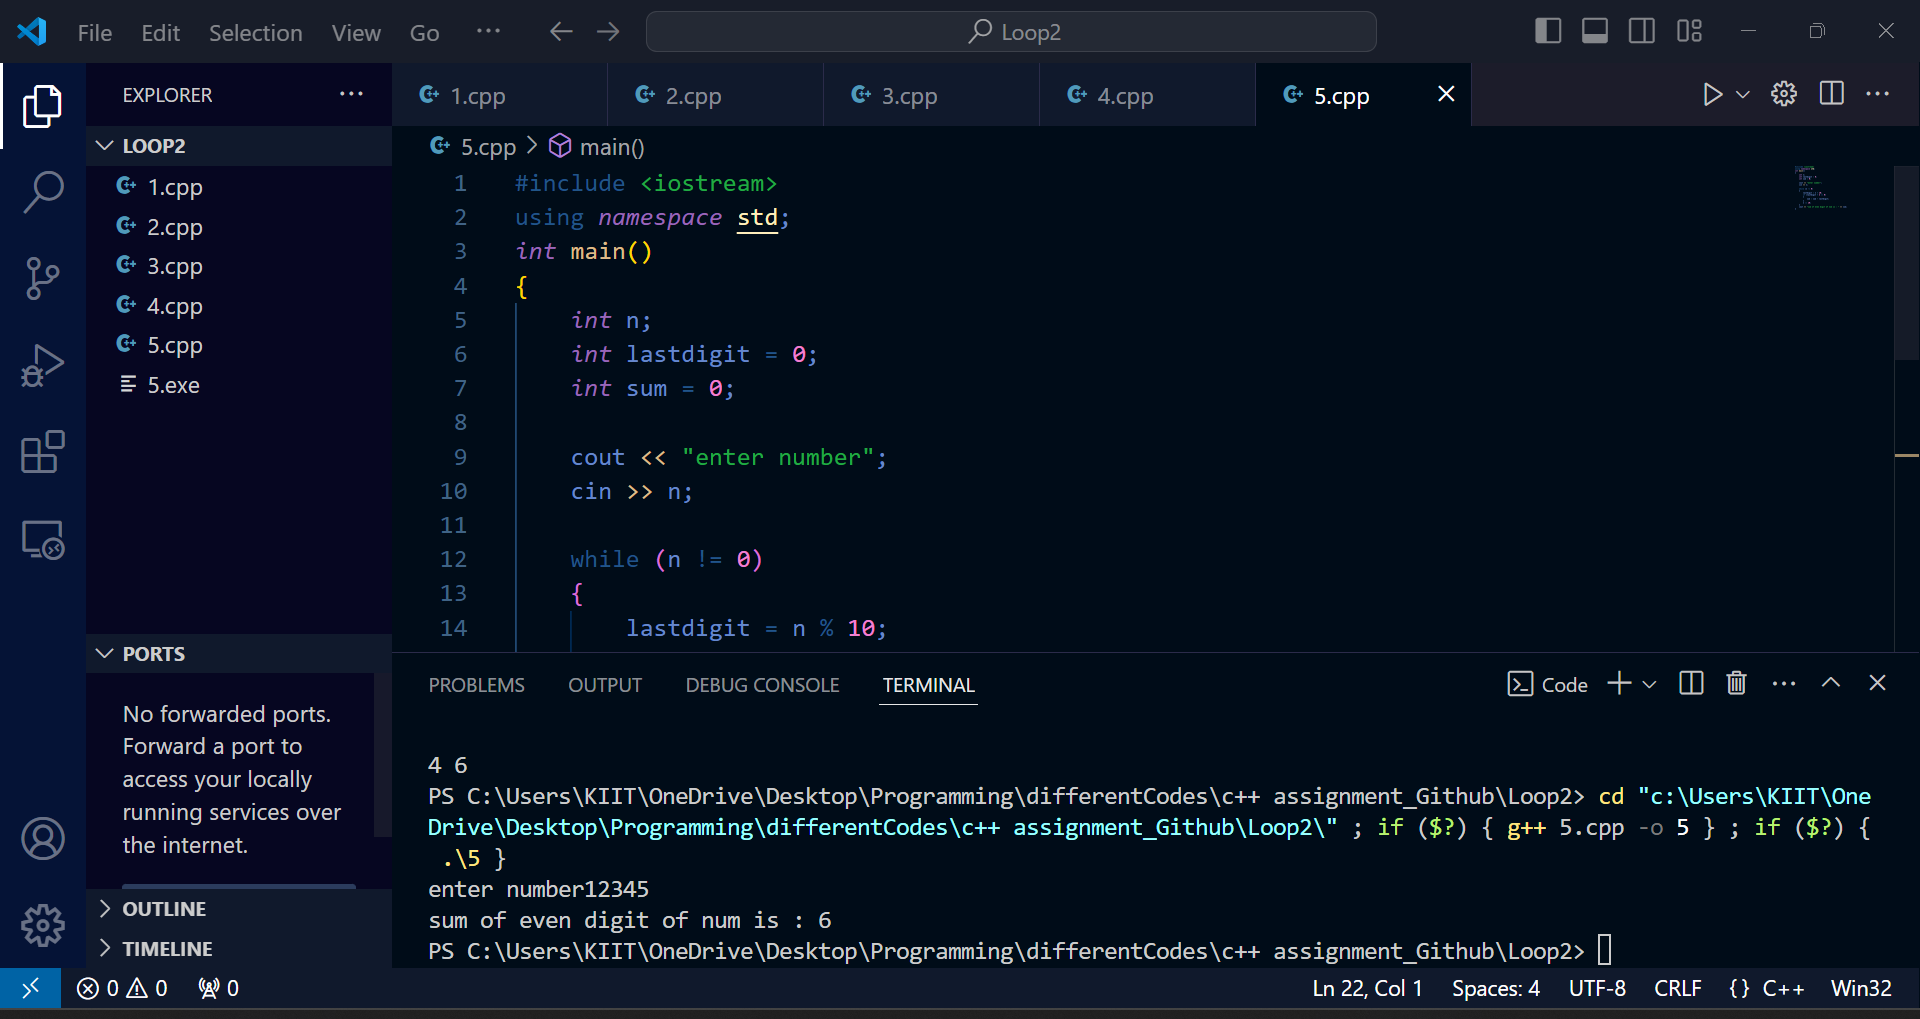 File Edit Selection View Go ... Loop2
EXPLORER
LOOP2
1.cpp
2.cpp
3.cpp
4.cpp
5.cpp
5.exe
PORTS
No forwarded ports.
Forward a port to
access your locally
running services over
the internet.
OUTLINE
TIMELINE
1.cpp 2.cpp 3.cpp 4.cpp 5.cpp
5.cpp > main()
1 #include <iostream>
2 using namespace std;
3 int main()
4 {
5 int n;
6 int lastdigit = 0;
7 int sum = 0;
8
9 cout << "enter number";
10 cin >> n;
11
12 while (n != 0)
13 {
14 lastdigit = n % 10;
PROBLEMS OUTPUT DEBUG CONSOLE TERMINAL Code
4 6
PS C:\Users\KIIT\OneDrive\Desktop\Programming\differentCodes\c++ assignment_Github\Loop2> cd "c:\Users\KIIT\One
Drive\Desktop\Programming\differentCodes\c++ assignment_Github\Loop2\" ; if ($?) { g++ 5.cpp -o 5 } ; if ($?) {
.\5 }
enter number12345
sum of even digit of num is : 6
PS C:\Users\KIIT\OneDrive\Desktop\Programming\differentCodes\c++ assignment_Github\Loop2>
0 0 0 Ln 22, Col 1 Spaces: 4 UTF-8 CRLF {} C++ Win32